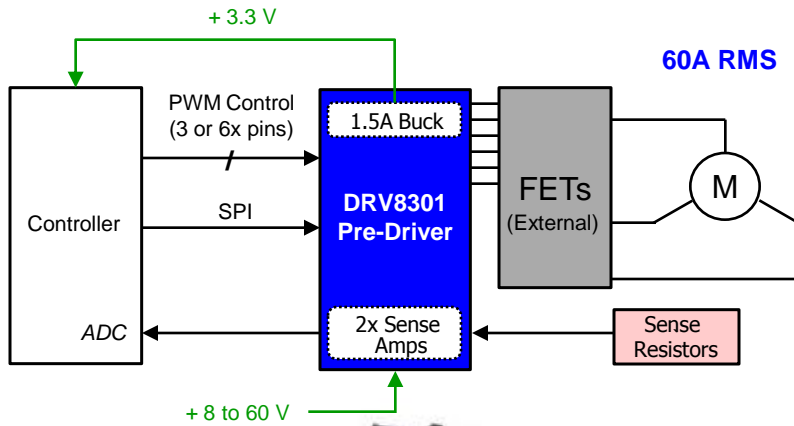 + 3.3 V
60A RMS
PWM Control
(3 or 6x pins)
1.5A Buck
Controller
SPI
DRV8301
Pre-Driver
FETs
(External)
M
ADC
2x Sense
Amps
Sense
Resistors
+ 8 to 60 V